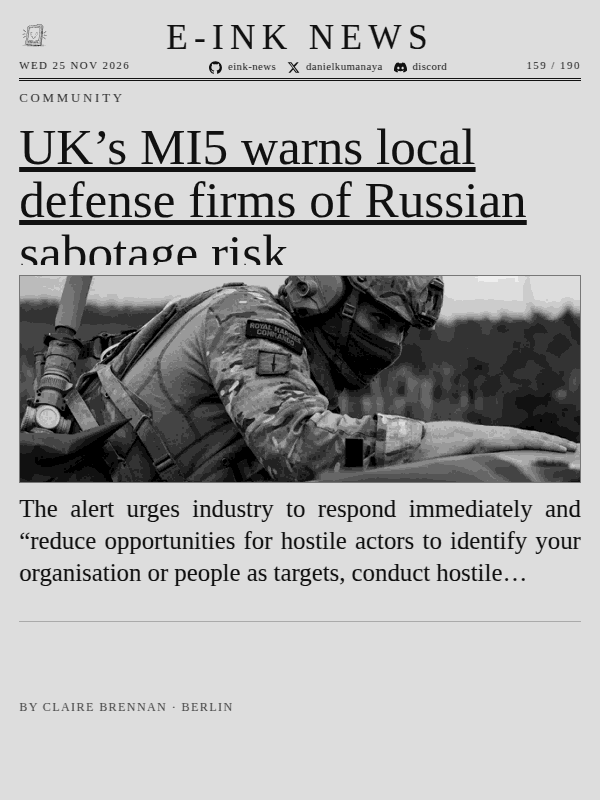 E-INK NEWS
WED 25 NOV 2026
eink-news
danielkumanaya
discord
159 / 190
COMMUNITY
UK’s MI5 warns local
defense firms of Russian
sabotage risk
ROYAL MARINES
COMMANDO
The alert urges industry to respond immediately and
“reduce opportunities for hostile actors to identify your
organisation or people as targets, conduct hostile…
BY CLAIRE BRENNAN · BERLIN